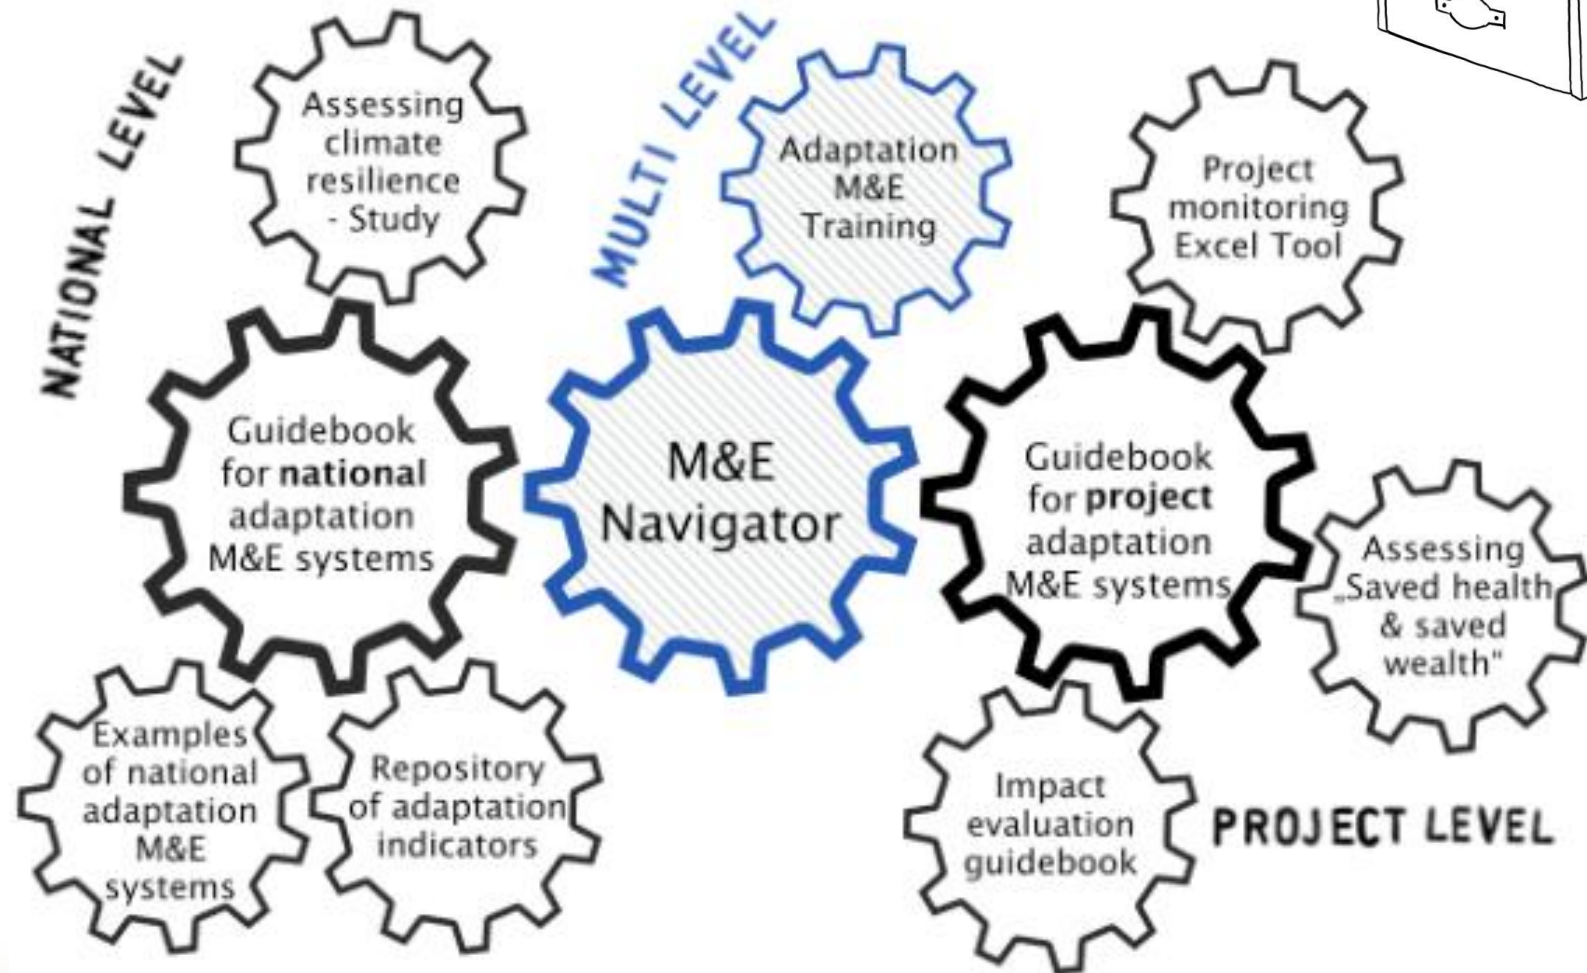 NATIONAL LEVEL
Assessing
climate
resilience
- Study
Guidebook
for national
adaptation
M&E systems
Examples
of national
adaptation
M&E
systems
Repository
of adaptation
indicators
MULTI LEVEL
Adaptation
M&E
Training
M&E
Navigator
Project
monitoring
Excel Tool
Guidebook
for project
adaptation
M&E systems
Assessing
„Saved health
& saved
wealth"
Impact
evaluation
guidebook
PROJECT LEVEL